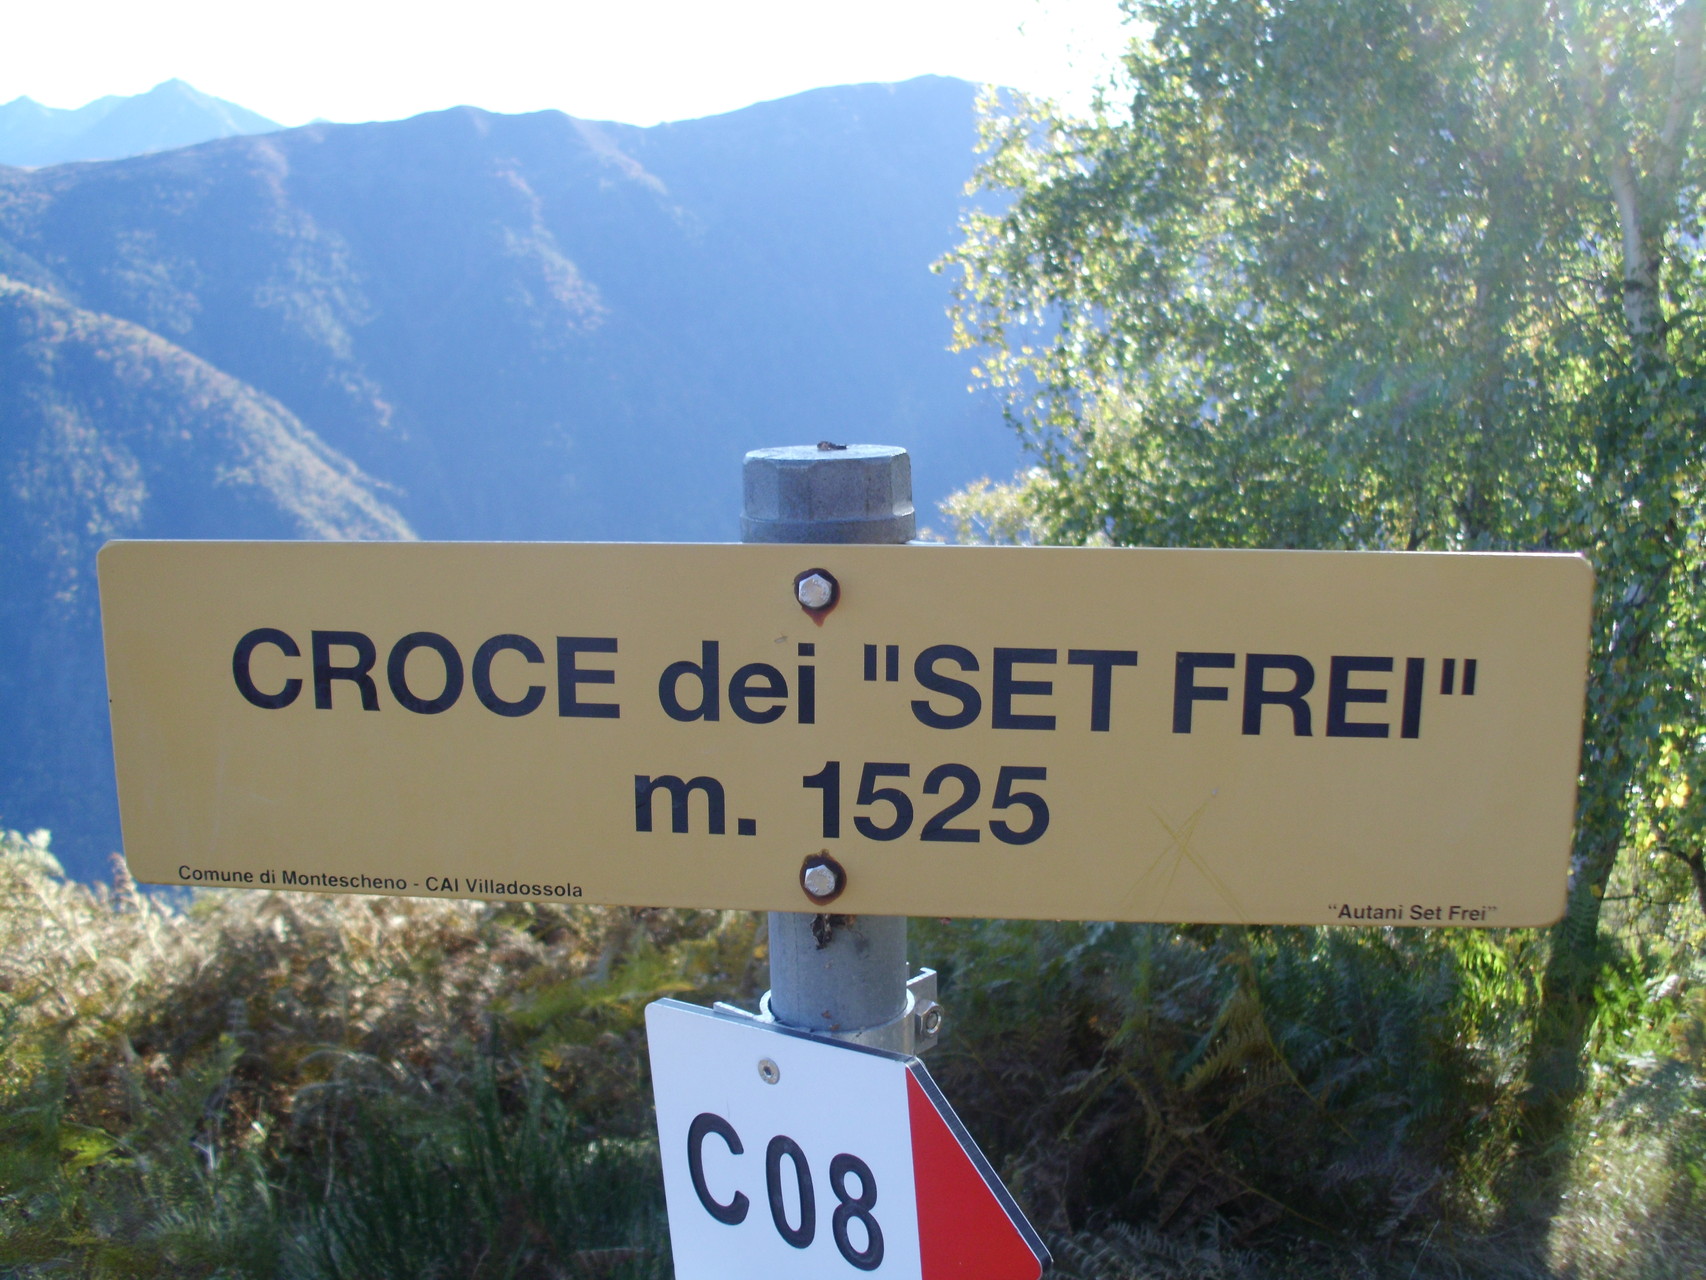 CROCE dei "SET FREI"
m. 1525
Comune di Montescheno - CAI Villadossola
“Autani Set Frei”
C08